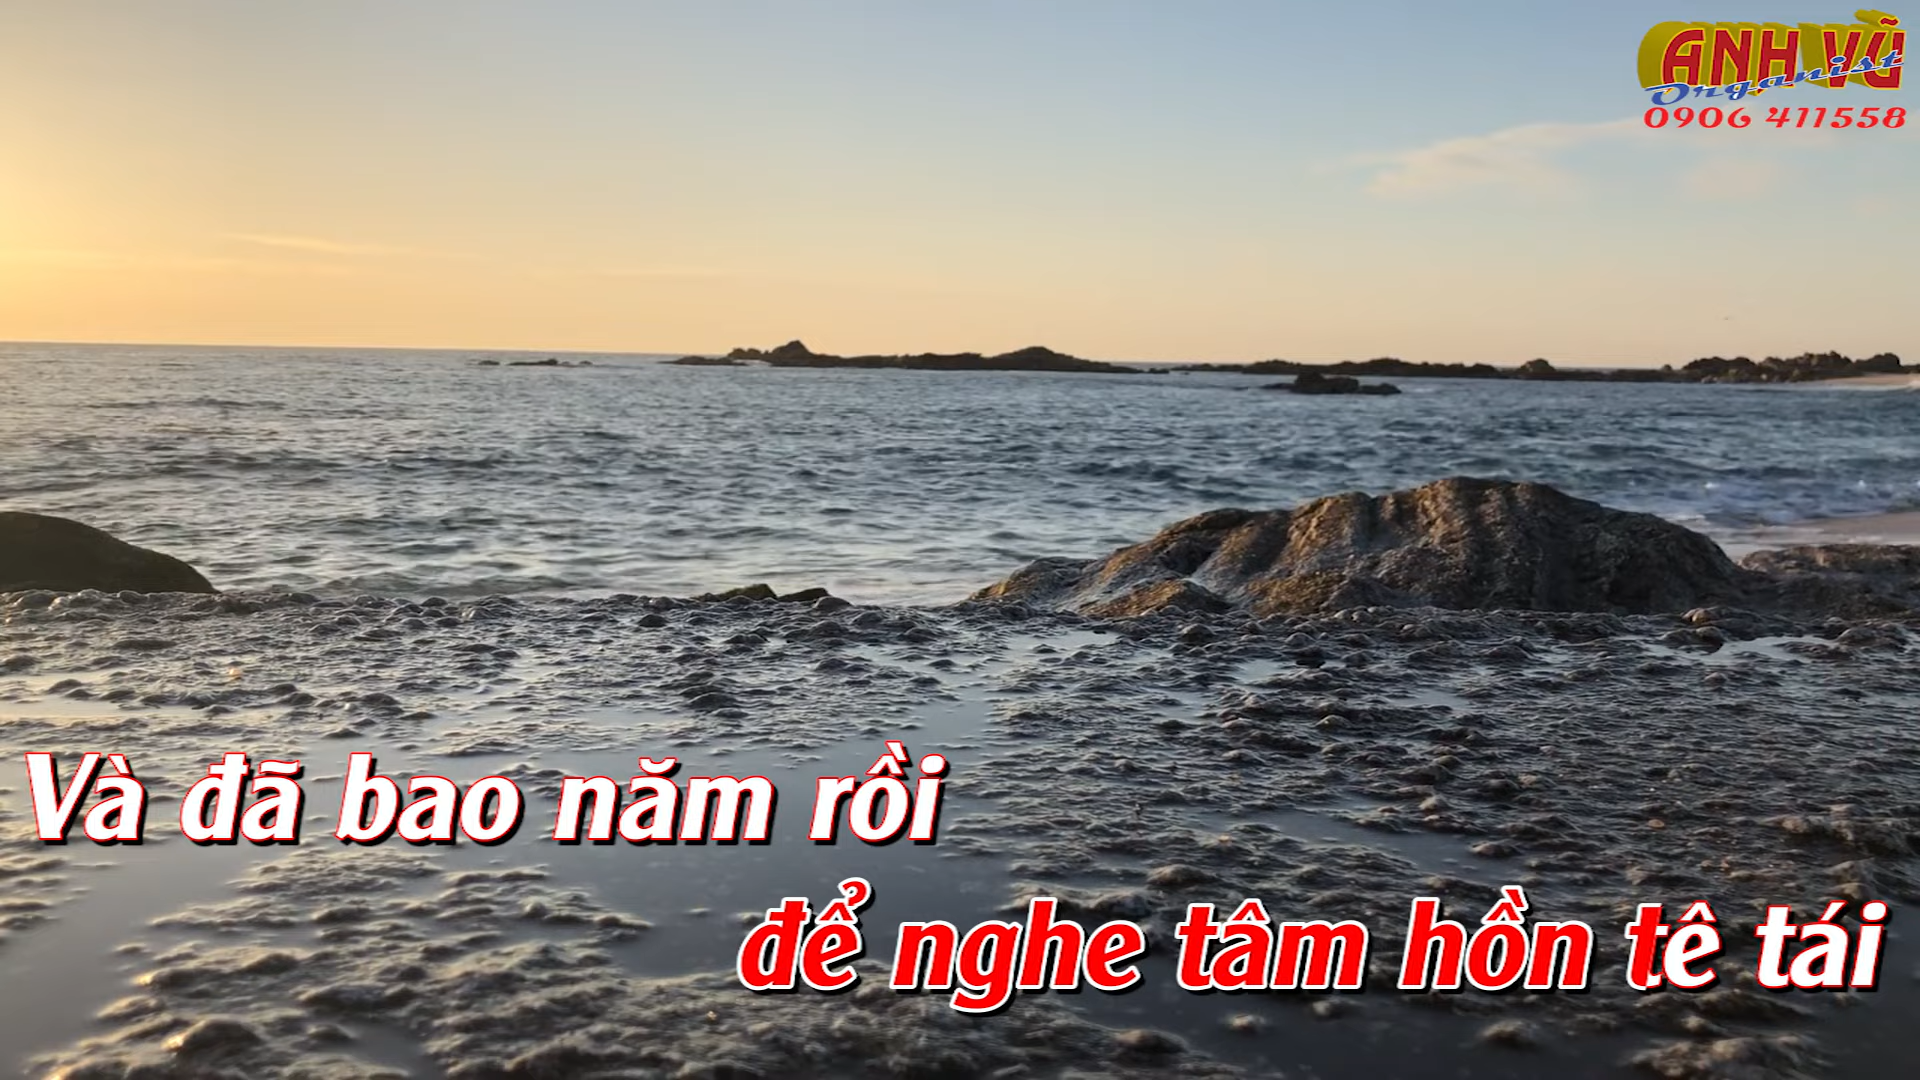 ANH VŨ
Organist
0906 411558
Và đã bao năm rồi
để nghe tâm hồn tê tái